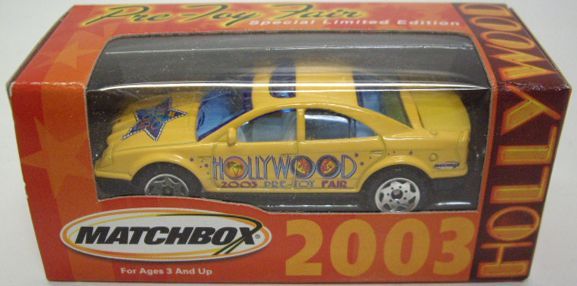 Pre Toy Fair
Special Limited Edition
HOLLYWOOD
HOLLYWOOD
2003 PRE-TOY FAIR
MATCHBOX
2003
For Ages 3 And Up